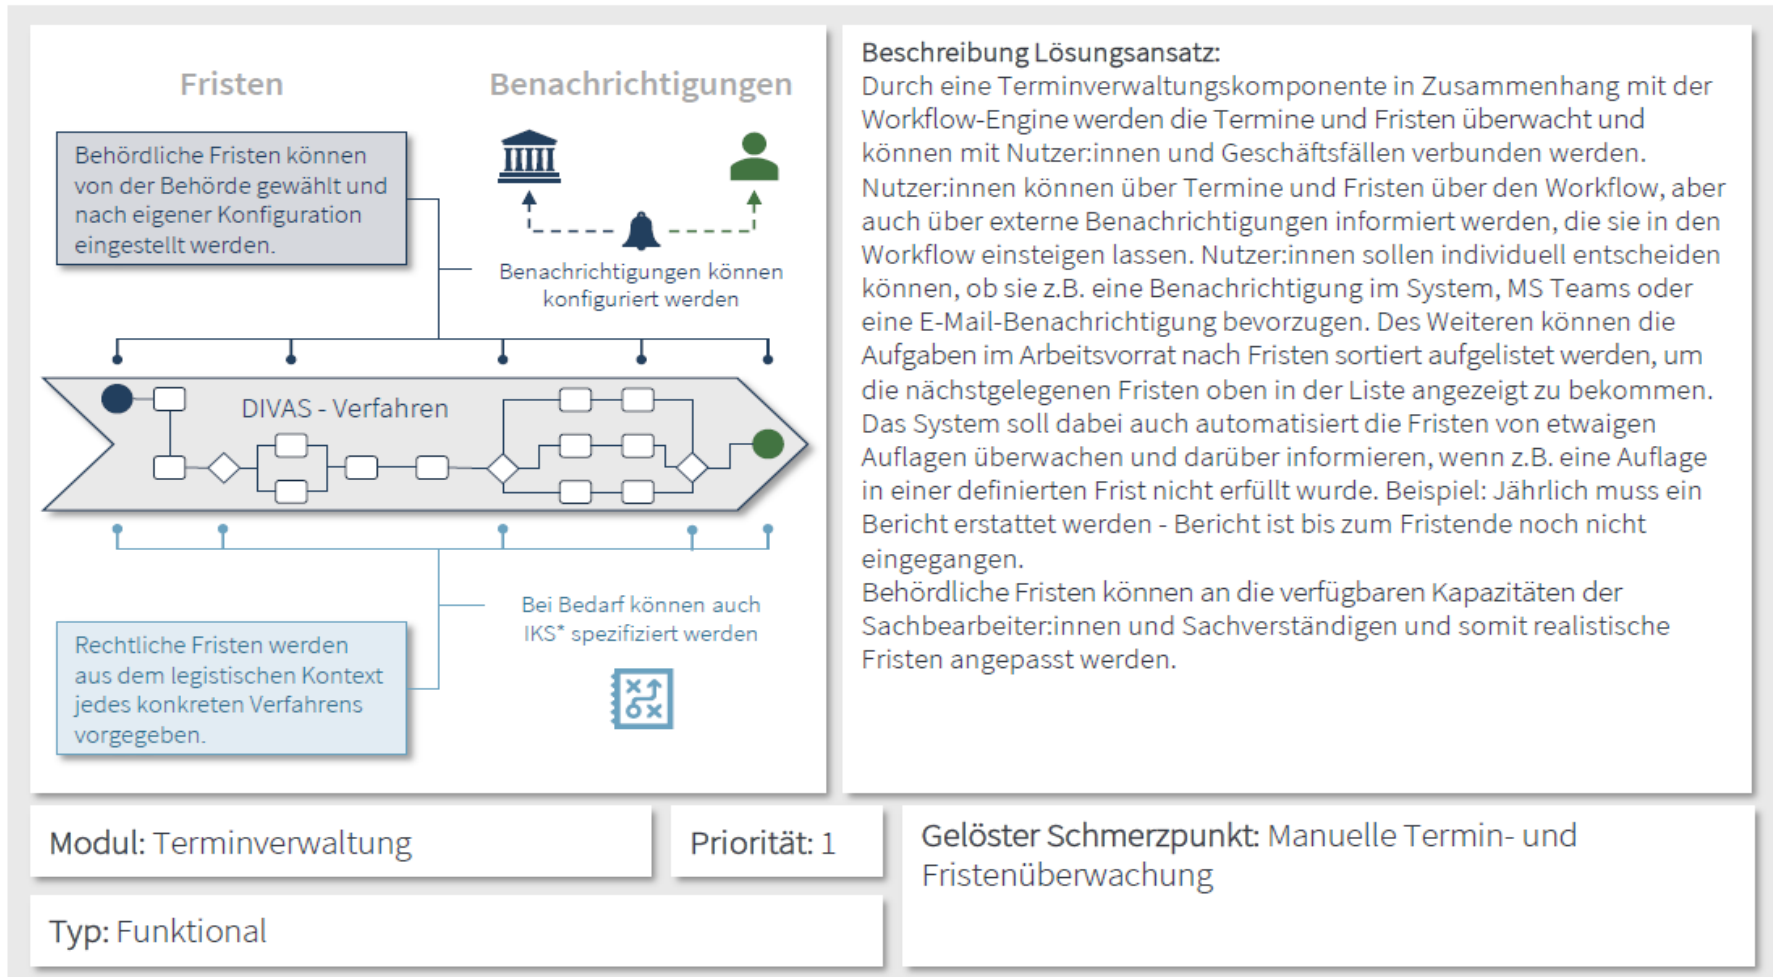 Fristen
Benachrichtigungen
Behördliche Fristen können
von der Behörde gewählt und
nach eigener Konfiguration
eingestellt werden.
Benachrichtigungen können
konfiguriert werden
DIVAS - Verfahren
Bei Bedarf können auch
IKS* spezifiziert werden
Rechtliche Fristen werden
aus dem legistischen Kontext
jedes konkreten Verfahrens
vorgegeben.
Beschreibung Lösungsansatz:
Durch eine Terminverwaltungskomponente in Zusammenhang mit der
Workflow-Engine werden die Termine und Fristen überwacht und
können mit Nutzer:innen und Geschäftsfällen verbunden werden.
Nutzer:innen können über Termine und Fristen über den Workflow, aber
auch über externe Benachrichtigungen informiert werden, die sie in den
Workflow einsteigen lassen. Nutzer:innen sollen individuell entscheiden
können, ob sie z.B. eine Benachrichtigung im System, MS Teams oder
eine E-Mail-Benachrichtigung bevorzugen. Des Weiteren können die
Aufgaben im Arbeitsvorrat nach Fristen sortiert aufgelistet werden, um
die nächstgelegenen Fristen oben in der Liste angezeigt zu bekommen.
Das System soll dabei auch automatisiert die Fristen von etwaigen
Auflagen überwachen und darüber informieren, wenn z.B. eine Auflage
in einer definierten Frist nicht erfüllt wurde. Beispiel: Jährlich muss ein
Bericht erstattet werden - Bericht ist bis zum Fristende noch nicht
eingegangen.
Behördliche Fristen können an die verfügbaren Kapazitäten der
Sachbearbeiter:innen und Sachverständigen und somit realistische
Fristen angepasst werden.
Modul: Terminverwaltung
Priorität: 1
Typ: Funktional
Gelöster Schmerzpunkt: Manuelle Termin- und
Fristenüberwachung